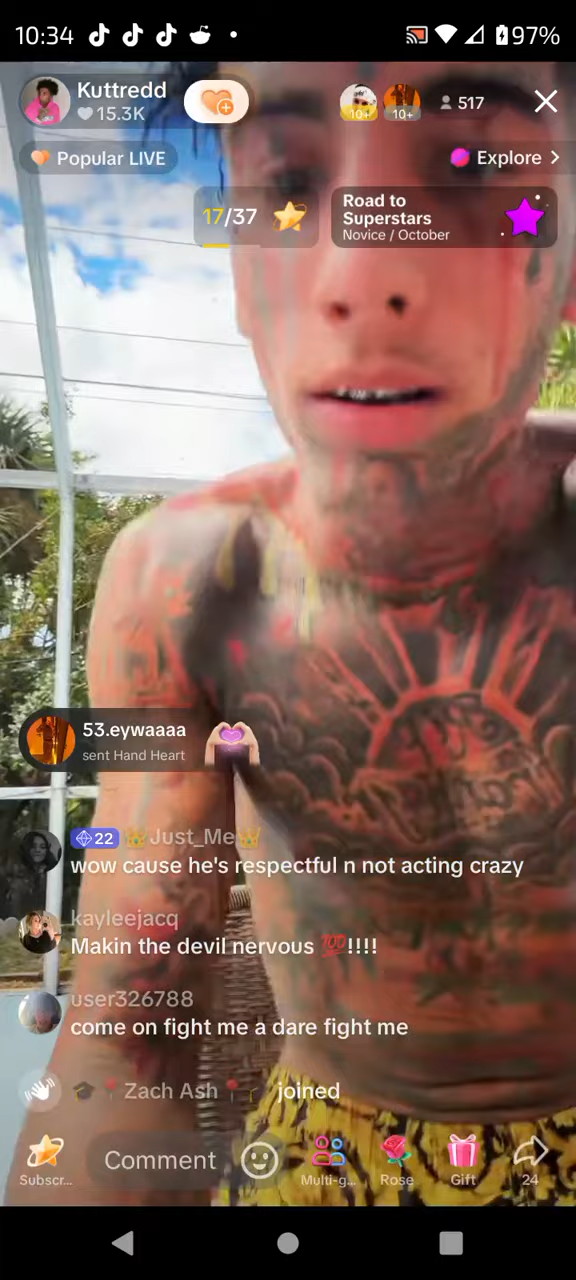 10:34
97%
Kuttredd
15.3K
10+
10+
517
Popular LIVE
Explore
17/37
Road to
Superstars
Novice / October
53.eywaaaa
sent Hand Heart
22 👑Just_Me👑
wow cause he's respectful n not acting crazy
kayleejacq
Makin the devil nervous 💯!!!!
user326788
come on fight me a dare fight me
🎓📍Zach Ash📍🎓 joined
Comment
Subscr...
Multi-g...
Rose
Gift
24